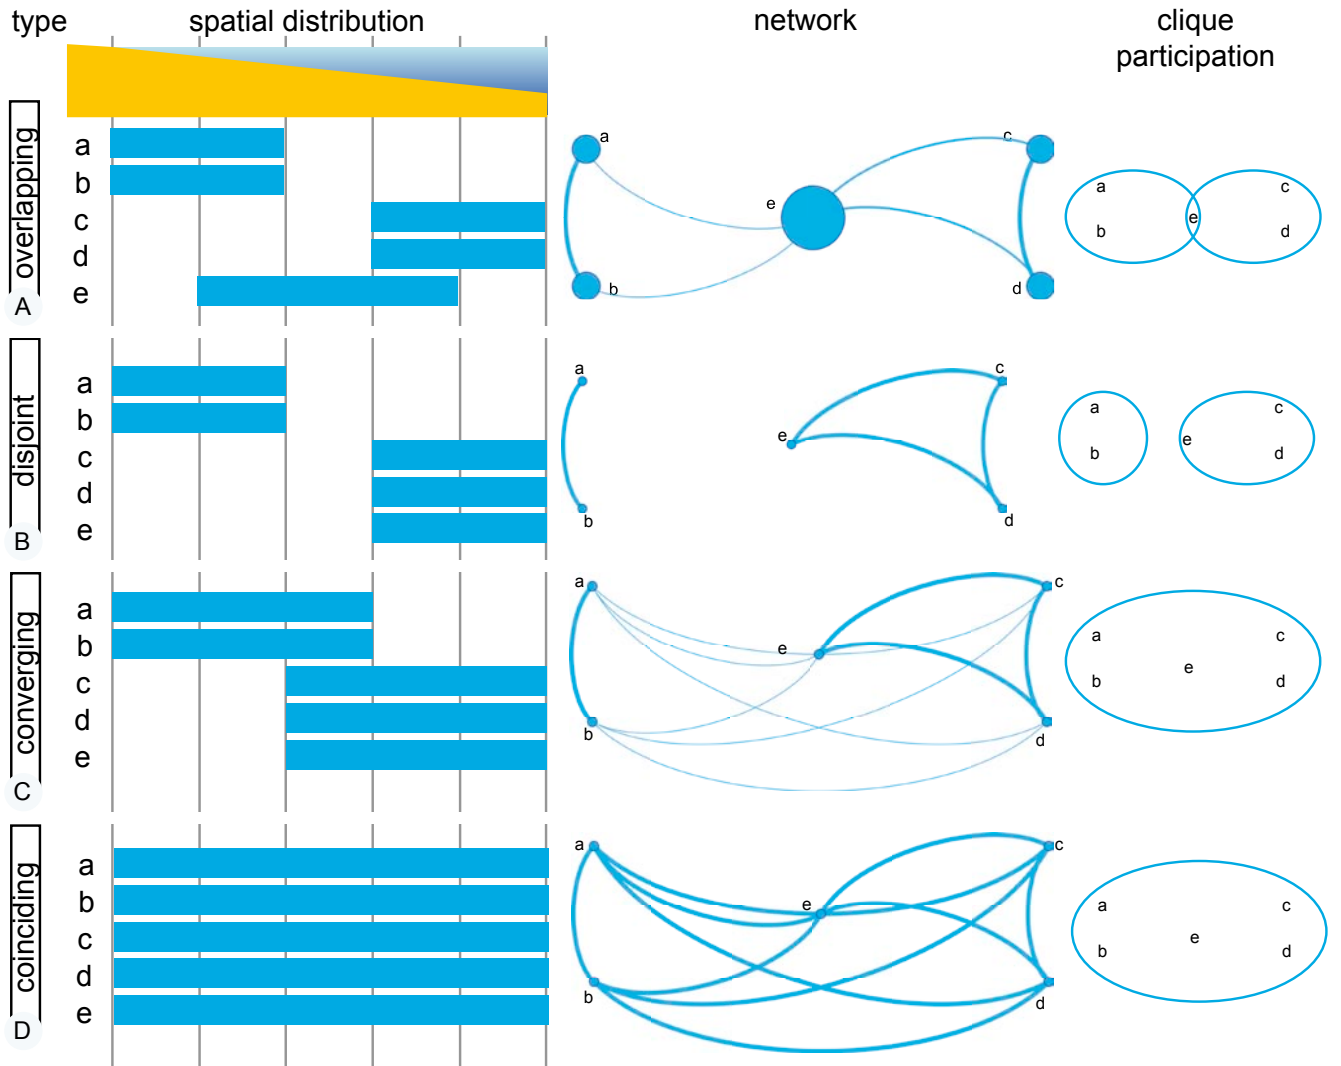 type spatial distribution network clique
participation
A overlapping
a
b
c
d
e
a
b
e
c
d
a
b
e
c
d
B disjoint
a
b
c
d
e
a
b
e
c
d
a
b
e
c
d
C converging
a
b
c
d
e
a
b
e
c
d
a
b
e
c
d
D coinciding
a
b
c
d
e
a
b
e
c
d
a
b
e
c
d